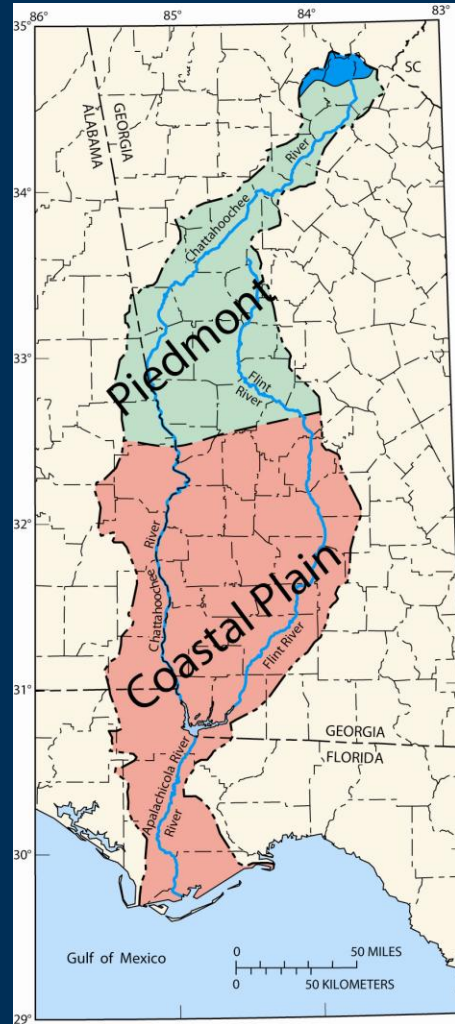 86°
85°
84°
83°
35°
SC
GEORGIA
ALABAMA
34°
Chattahoochee
River
33°
Piedmont
Flint
River
32°
River
Chattahoochee
Coastal Plain
Flint River
31°
GEORGIA
FLORIDA
Apalachicola River
River
30°
Gulf of Mexico
0
50 MILES
0
50 KILOMETERS
29°
85°
84°